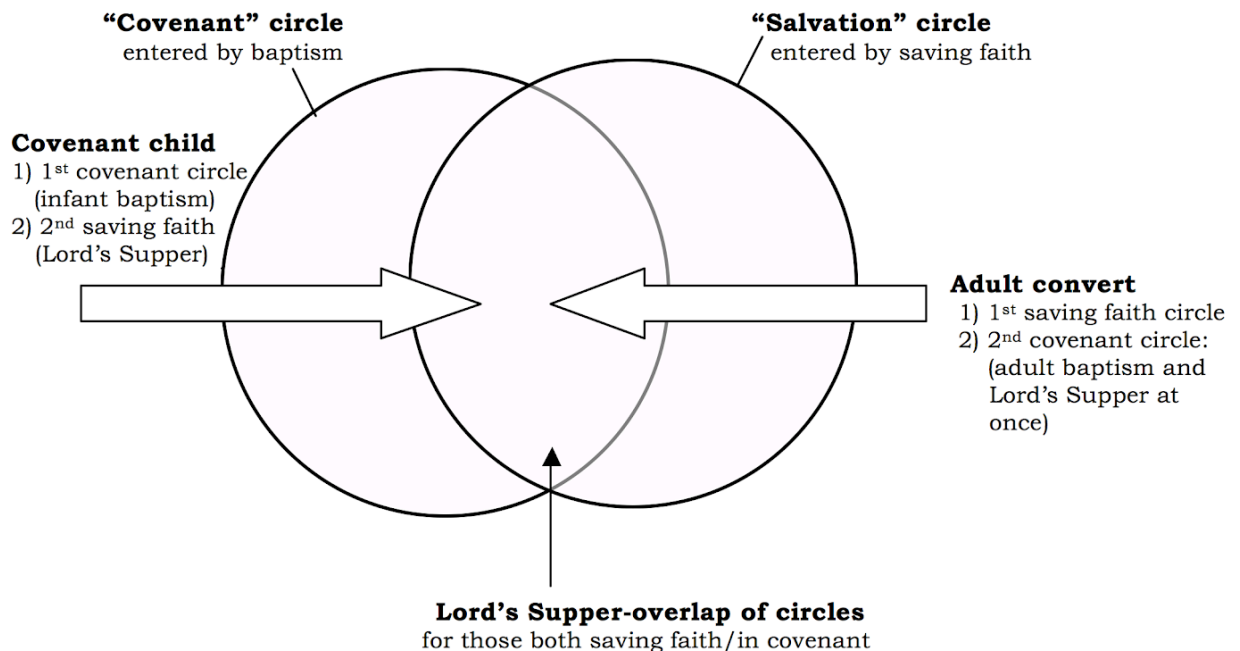 “Covenant” circle
entered by baptism
“Salvation” circle
entered by saving faith
Covenant child
1) 1st covenant circle
(infant baptism)
2) 2nd saving faith
(Lord’s Supper)
Adult convert
1) 1st saving faith circle
2) 2nd covenant circle:
(adult baptism and
Lord’s Supper at
once)
Lord’s Supper-overlap of circles
for those both saving faith/in covenant